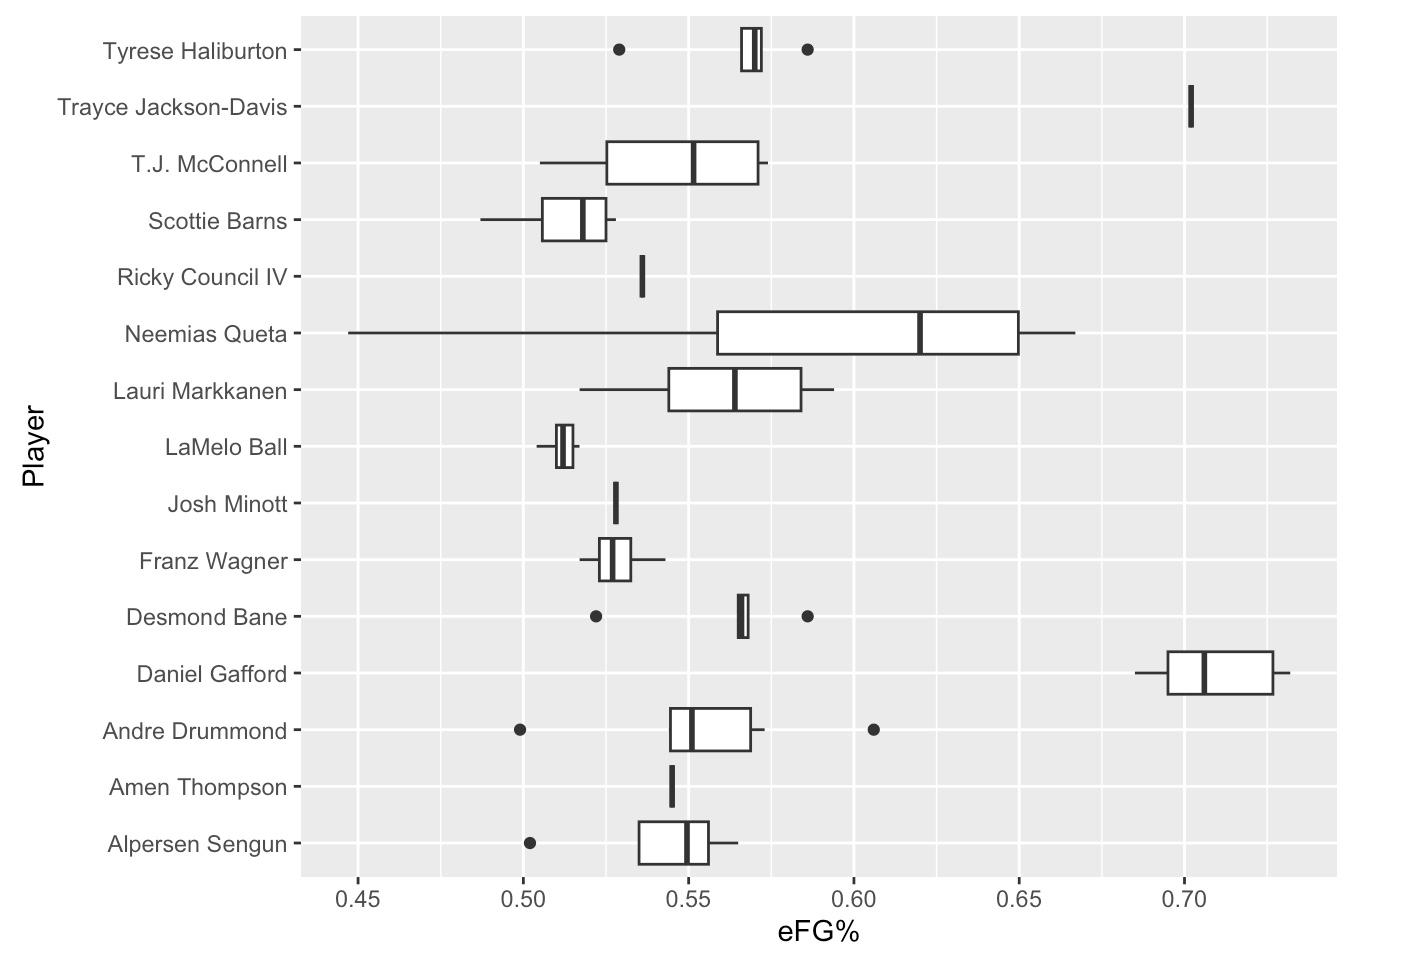 Tyrese Haliburton
Trayce Jackson-Davis
T.J. McConnell
Scottie Barns
Ricky Council IV
Neemias Queta
Lauri Markkanen
LaMelo Ball
Josh Minott
Franz Wagner
Desmond Bane
Daniel Gafford
Andre Drummond
Amen Thompson
Alpersen Sengun
Player
0.45 0.50 0.55 0.60 0.65 0.70
eFG%